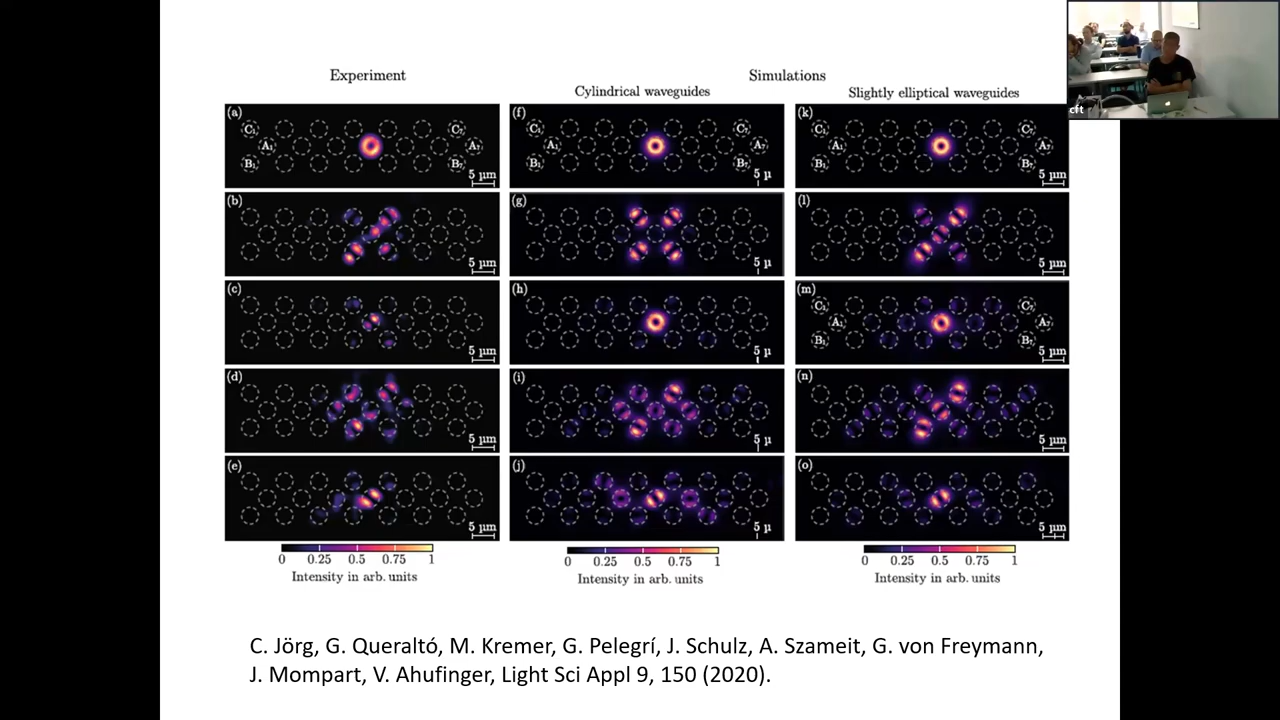 Experiment
Simulations
Cylindrical waveguides
Slightly elliptical waveguides
(a)
C₁
A₁
B₁
C₇
A₇
B₇
5 μm
(f)
C₁
A₁
B₁
C₇
A₇
B₇
5 μ
(k)
C₁
A₁
B₁
C₇
A₇
B₇
5 μm
(b)
5 μm
(g)
5 μ
(l)
5 μm
(c)
5 μm
(h)
5 μ
(m)
C₁
A₁
B₁
C₇
A₇
B₇
5 μm
(d)
5 μm
(i)
5 μ
(n)
5 μm
(e)
5 μm
(j)
5 μ
(o)
5 μm
0 0.25 0.5 0.75 1
Intensity in arb. units
0 0.25 0.5 0.75 1
Intensity in arb. units
0 0.25 0.5 0.75 1
Intensity in arb. units
C. Jörg, G. Queraltó, M. Kremer, G. Pelegrí, J. Schulz, A. Szameit, G. von Freymann,
J. Mompart, V. Ahufinger, Light Sci Appl 9, 150 (2020).
cft